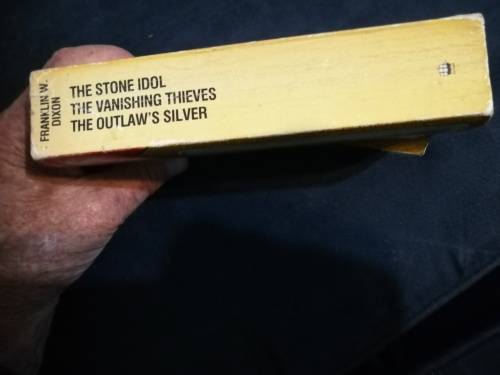 FRANKLIN W.
DIXON
THE STONE IDOL
THE VANISHING THIEVES
THE OUTLAW'S SILVER